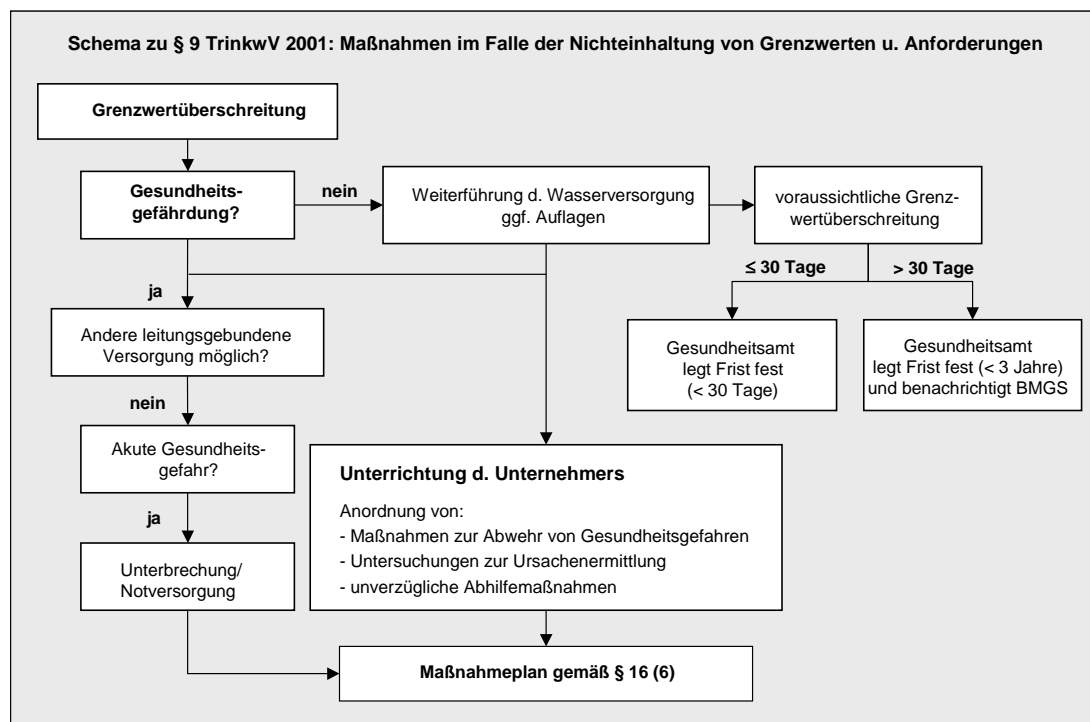 Schema zu § 9 TrinkwV 2001: Maßnahmen im Falle der Nichteinhaltung von Grenzwerten u. Anforderungen
Grenzwertüberschreitung
Gesundheits-
gefährdung?
nein
Weiterführung d. Wasserversorgung
ggf. Auflagen
voraussichtliche Grenz-
wertüberschreitung
≤ 30 Tage
> 30 Tage
ja
Andere leitungsgebundene
Versorgung möglich?
Gesundheitsamt
legt Frist fest
(< 30 Tage)
Gesundheitsamt
legt Frist fest (< 3 Jahre)
und benachrichtigt BMGS
nein
Akute Gesundheits-
gefahr?
ja
Unterbrechung/
Notversorgung
Unterrichtung d. Unternehmers
Anordnung von:
- Maßnahmen zur Abwehr von Gesundheitsgefahren
- Untersuchungen zur Ursachenermittlung
- unverzügliche Abhilfemaßnahmen
Maßnahmeplan gemäß § 16 (6)